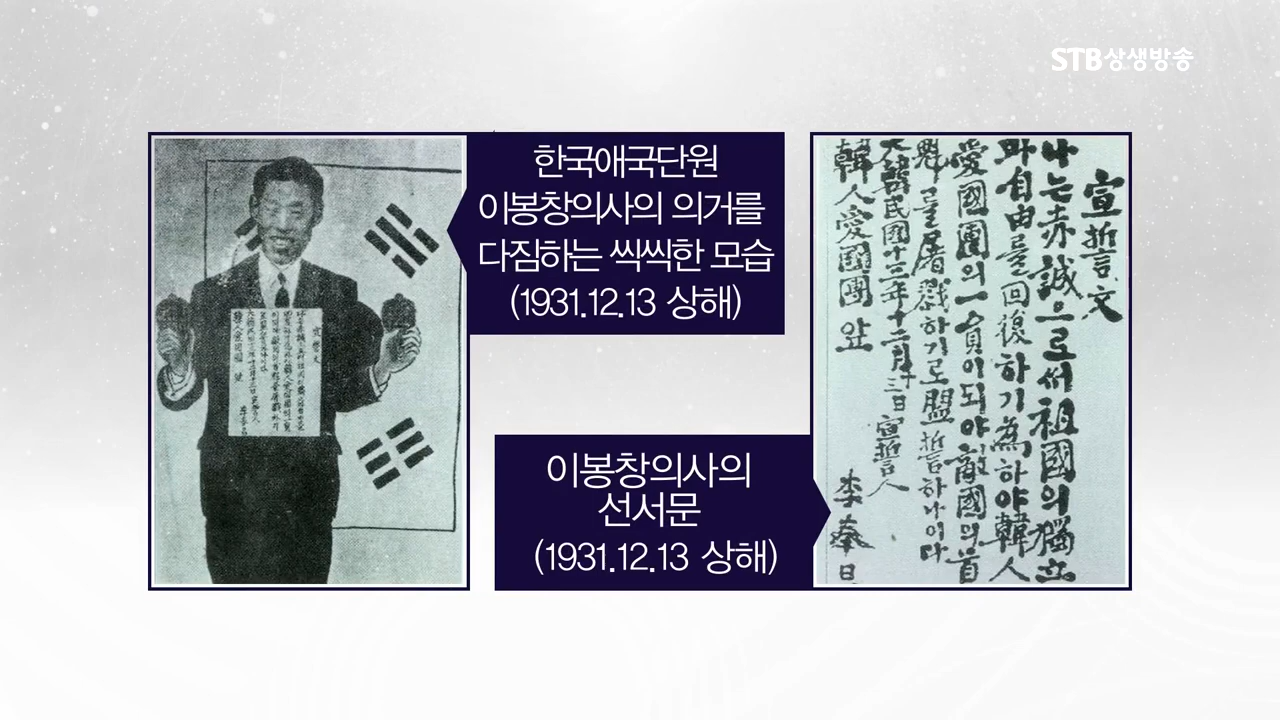 STB상생방송
한국애국단원
이봉창의사의 의거를
다짐하는 씩씩한 모습
(1931.12.13 상해)
이봉창의사의
선서문
(1931.12.13 상해)
宣誓文
나는赤誠으로써祖國의獨立
과自由를回復하기爲하야韓人
愛國團의一員이되야敵國의首
魁를屠戮하기로盟誓하나이다
大韓民國十三年十二月十三日
宣誓人
李奉
韓人愛國團앞